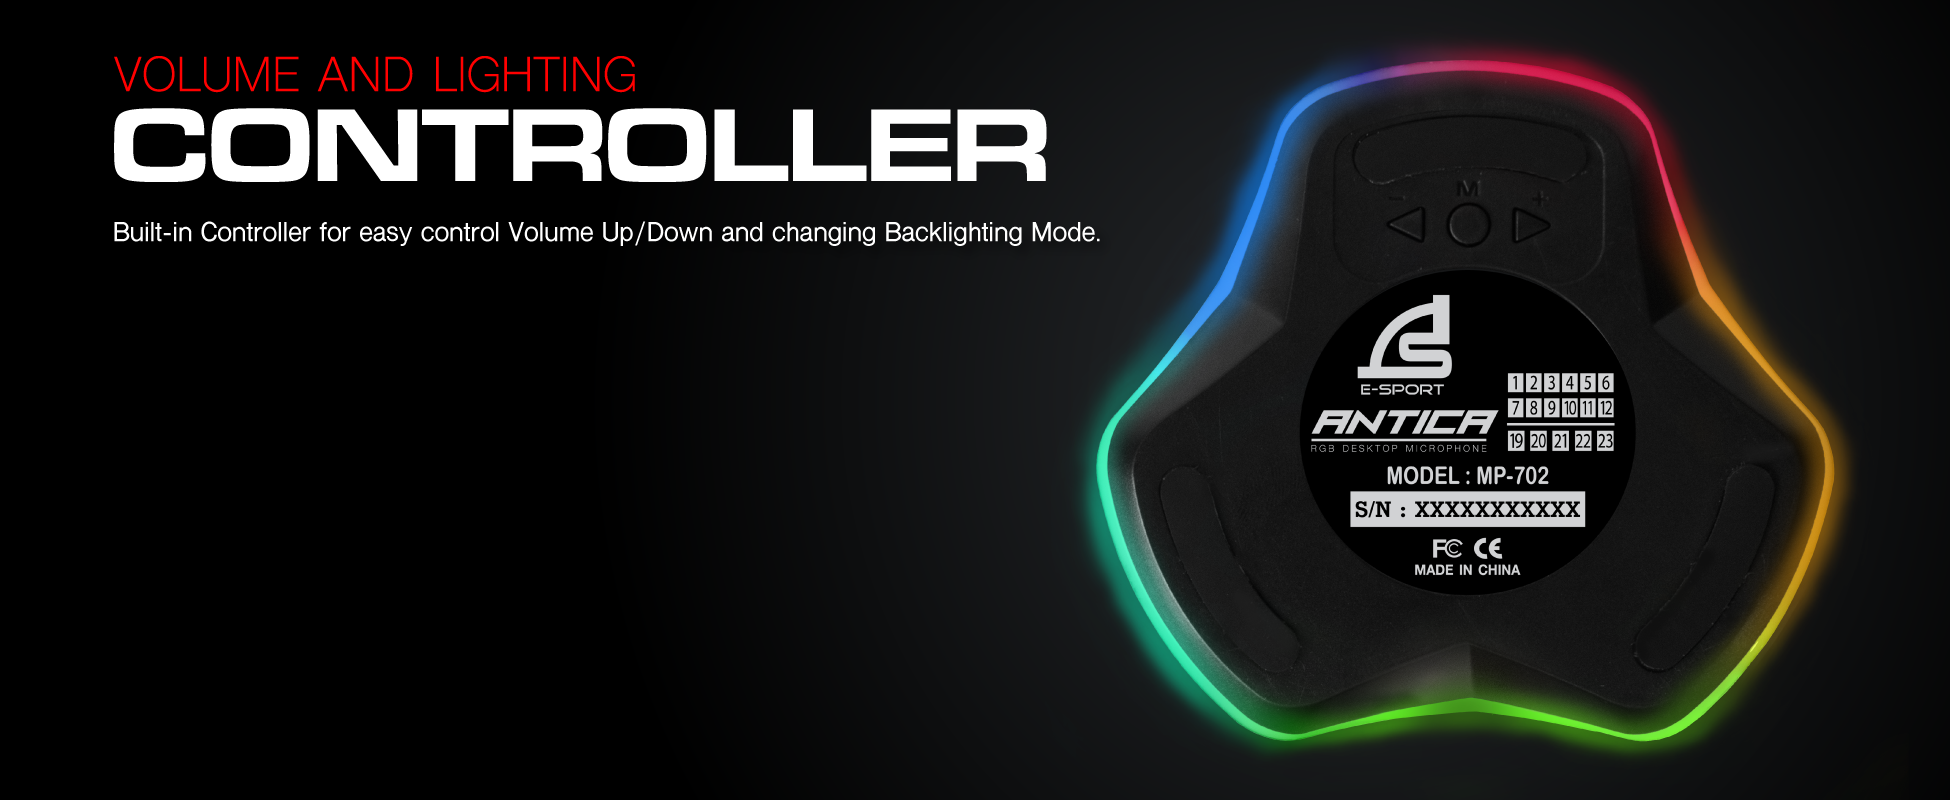 VOLUME AND LIGHTING
CONTROLLER
Built-in Controller for easy control Volume Up/Down and changing Backlighting Mode.
- M +
E-SPORT
ANTICA
RGB DESKTOP MICROPHONE
1 2 3 4 5 6
7 8 9 10 11 12
19 20 21 22 23
MODEL : MP-702
S/N : XXXXXXXXXXX
FC CE
MADE IN CHINA